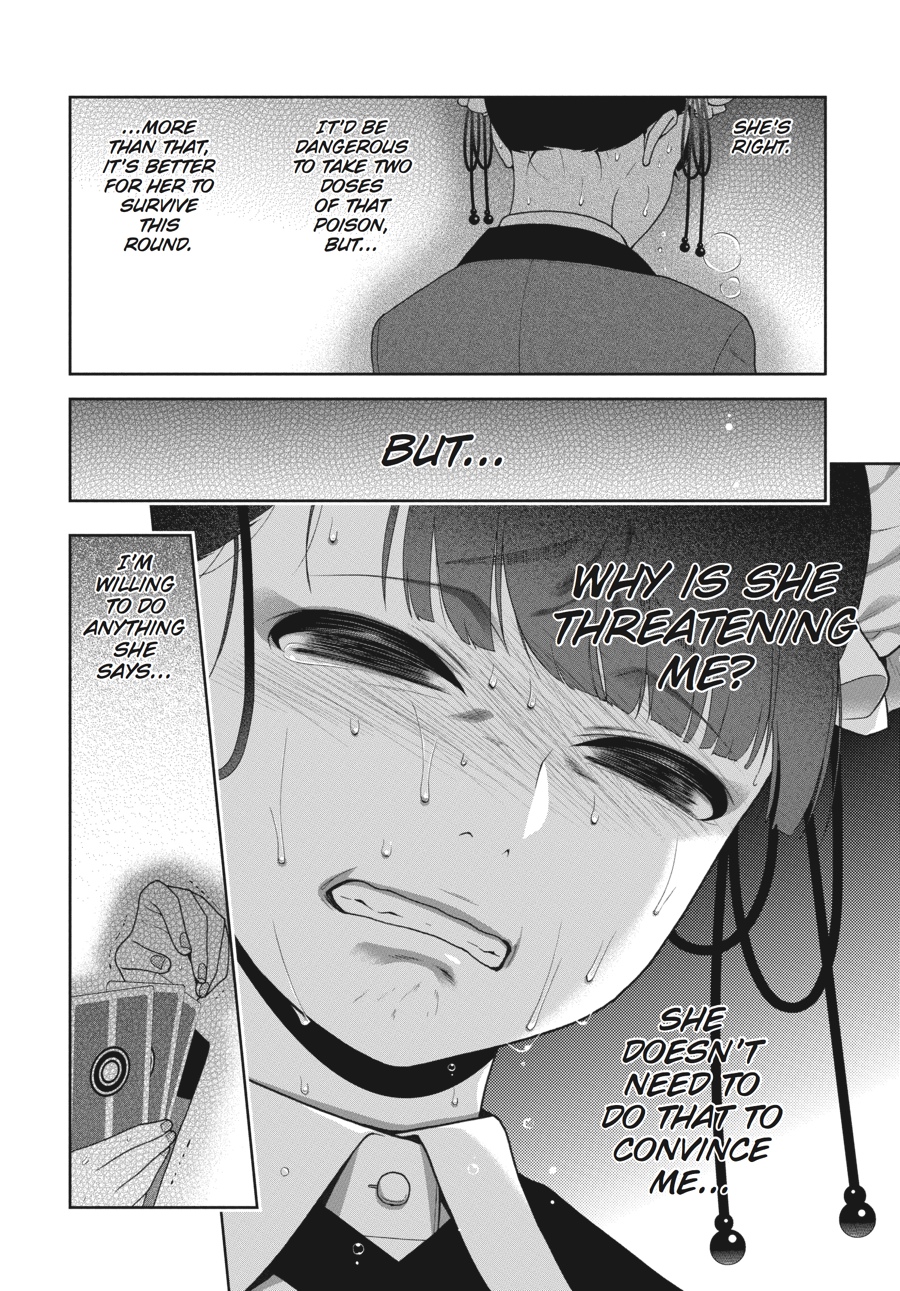 SHE'S
RIGHT.
IT'D BE
DANGEROUS
TO TAKE TWO
DOSES
OF THAT
POISON,
BUT...
...MORE
THAN THAT,
IT'S BETTER
FOR HER TO
SURVIVE
THIS
ROUND.
BUT...
WHY IS SHE
THREATENING
ME?
SHE
DOESN'T
NEED TO
DO THAT TO
CONVINCE
ME...
I'M
WILLING
TO DO
ANYTHING
SHE
SAYS...